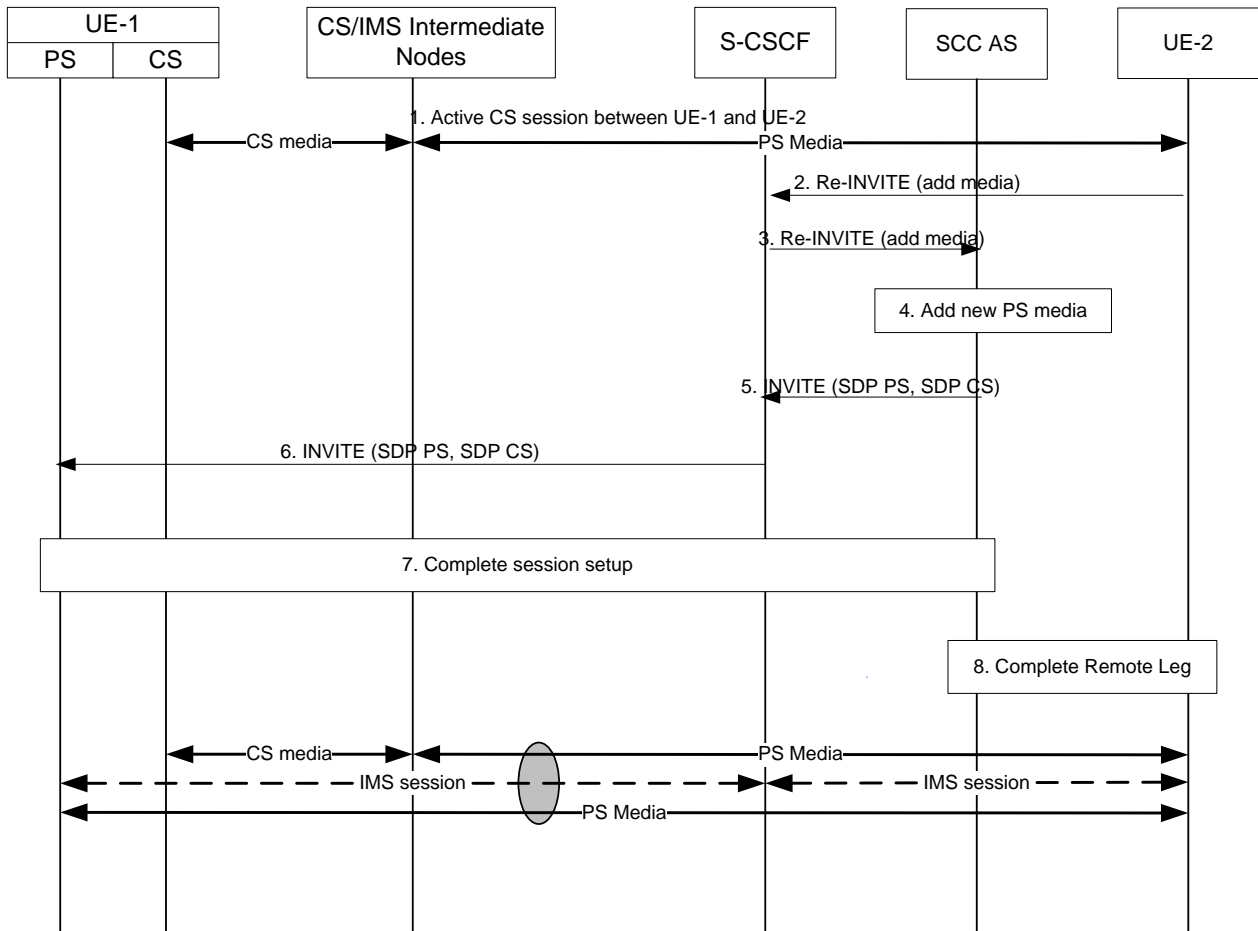 UE-1
PS
CS
CS/IMS Intermediate
Nodes
S-CSCF
SCC AS
UE-2
1. Active CS session between UE-1 and UE-2
CS media
PS Media
2. Re-INVITE (add media)
3. Re-INVITE (add media)
4. Add new PS media
5. INVITE (SDP PS, SDP CS)
6. INVITE (SDP PS, SDP CS)
7. Complete session setup
8. Complete Remote Leg
CS media
PS Media
IMS session
IMS session
PS Media